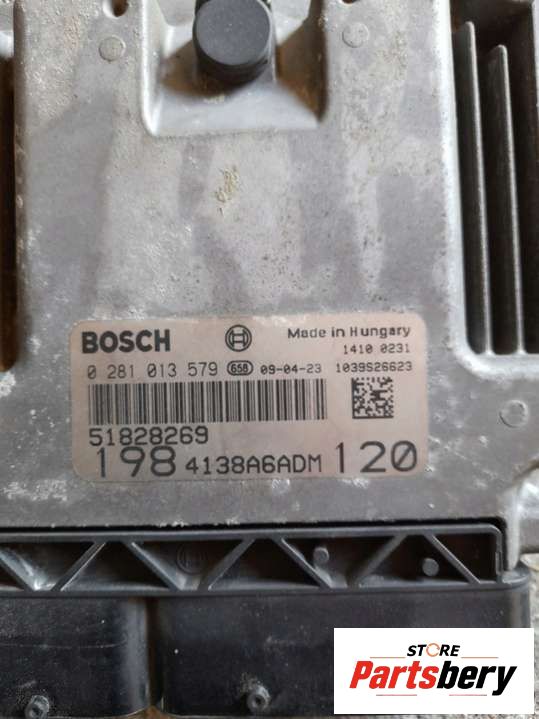 BOSCH Made in Hungary
1410 0231
0 281 013 579 658 09-04-23 1039S26623
51828269
198 4138A6ADM 120
STORE
Partsbery